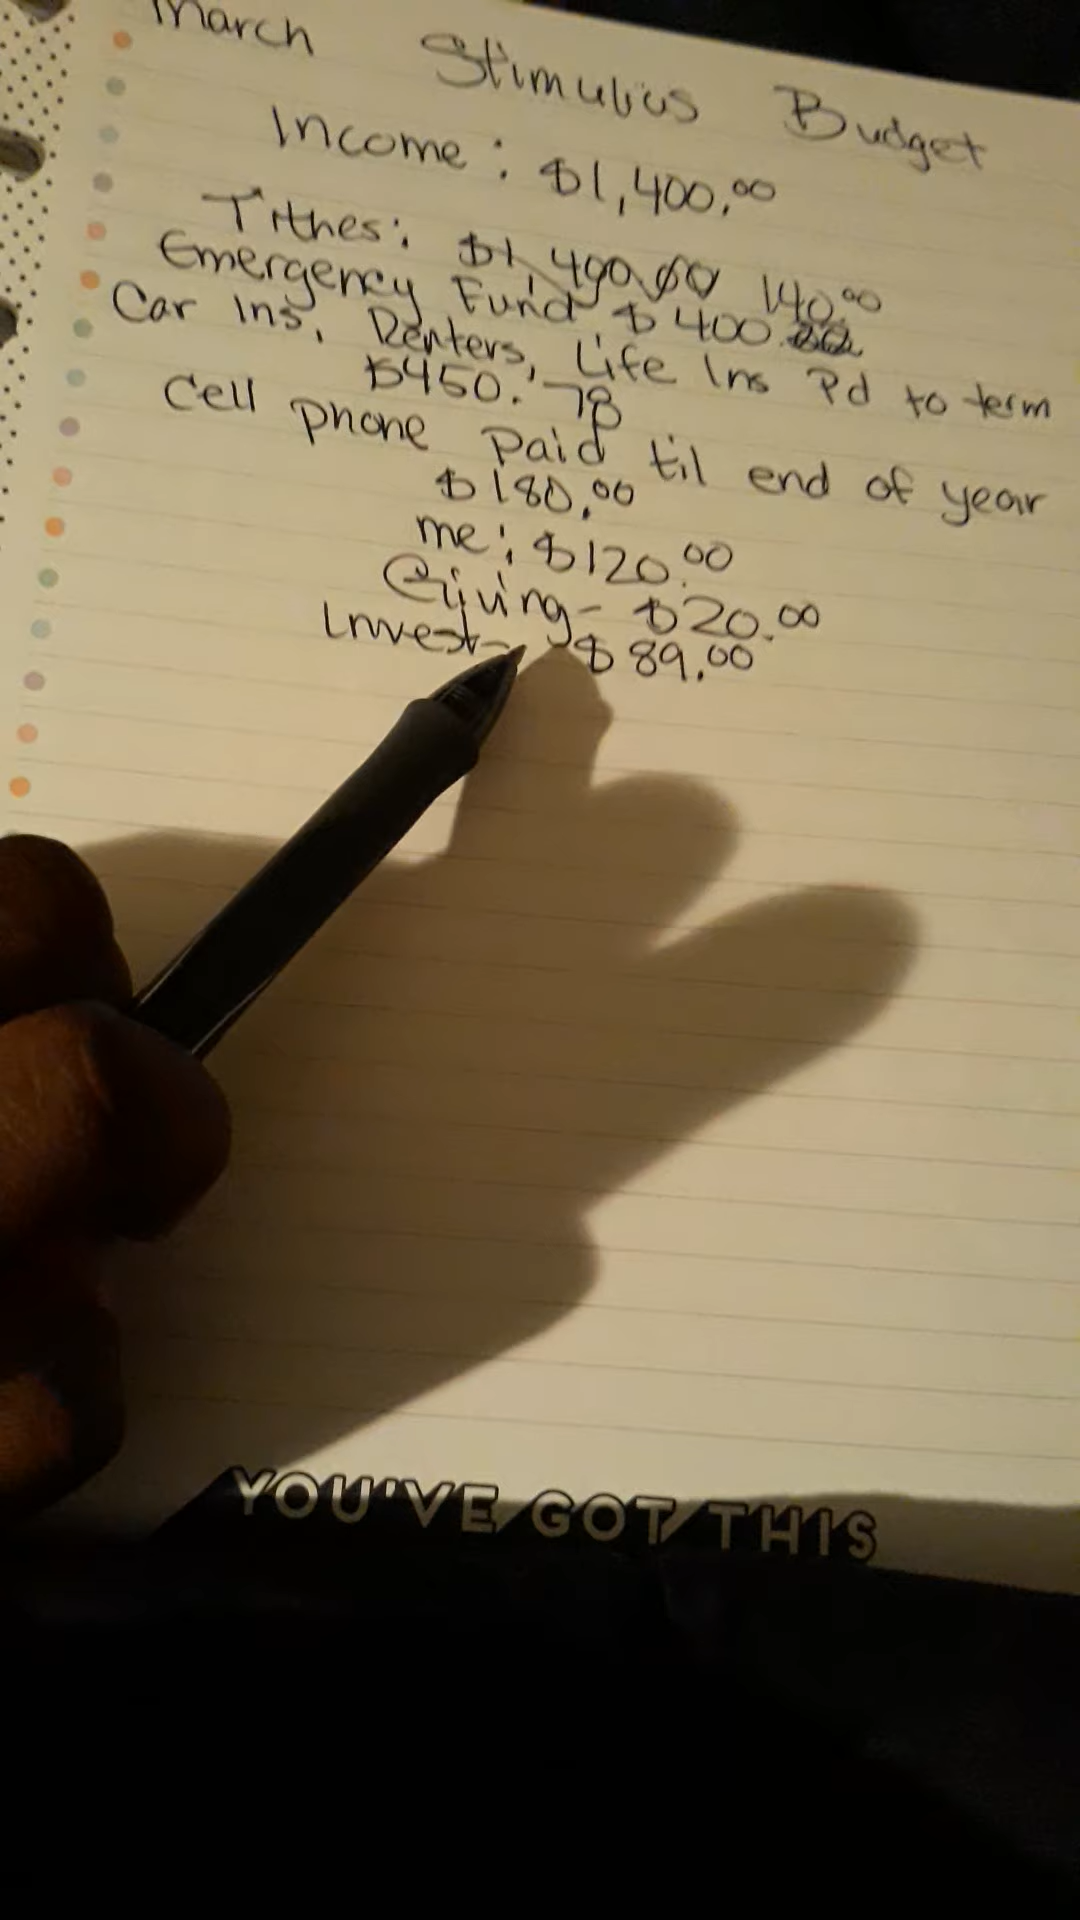 March Stimulus Budget
Income: $1,400.00
Tithes: $1,400.00 140.00
Emergency Fund $400.00
Car Ins, Renters, Life Ins Pd to term
$450.78
Cell phone paid til end of year
$180.00
me: $120.00
Giving- $20.00
Invest- $89.00
YOU'VE GOT THIS